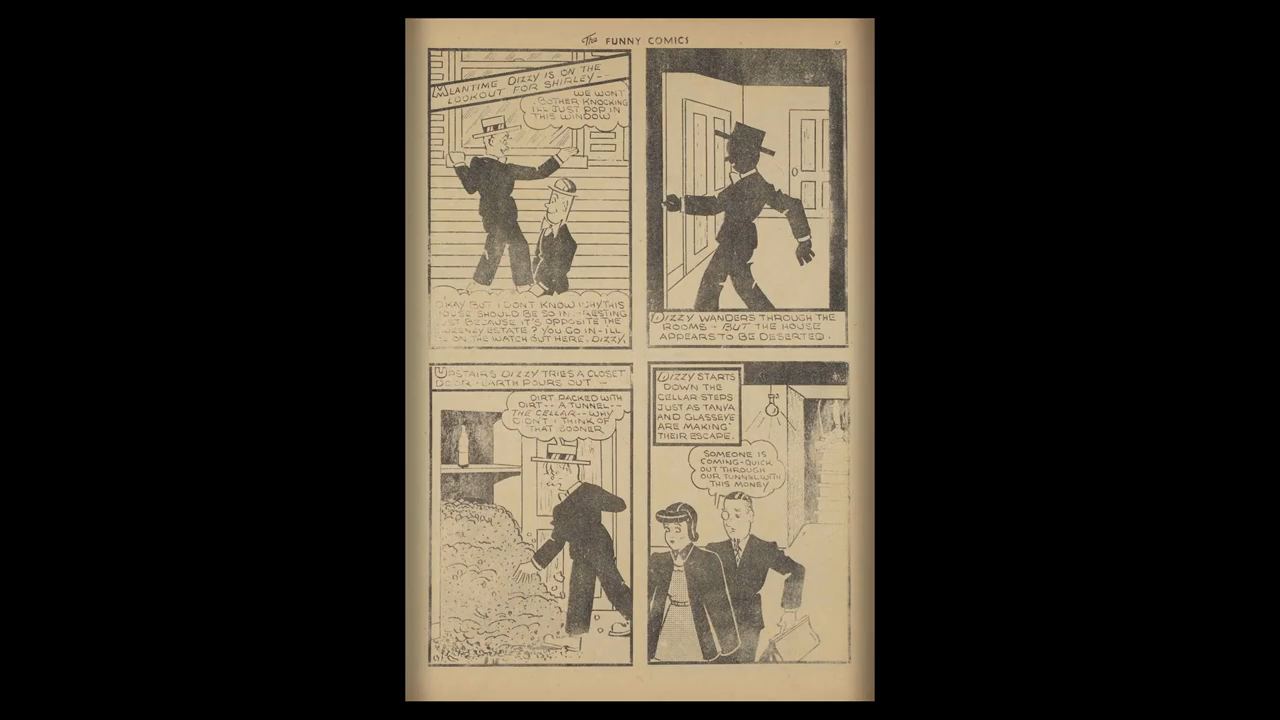 The FUNNY COMICS
MEANTIME DIZZY IS ON THE
LOOKOUT FOR SHIRLEY--
WE WON'T
BOTHER KNOCKING
I'LL JUST POP IN
THIS WINDOW
OKAY BUT I DON'T KNOW WHY THIS
HOUSE SHOULD BE SO IN
BECAUSE IT'S OPPOSITE THE
ESTATE? YOU GO IN-I'LL
ON THE WATCH OUT HERE. DIZZY,
DIZZY WANDERS THROUGH THE
ROOMS - BUT THE HOUSE
APPEARS TO BE DESERTED.
UPSTAIRS DIZZY TRIES A CLOSET
DOOR - EARTH POURS OUT --
DIRT PACKED WITH
DIRT -- A TUNNEL--
THE CELLAR -- WHY
DIDN'T I THINK OF
THAT SOONER
DIZZY STARTS
DOWN THE
CELLAR STEPS
JUST AS TANYA
AND GLASSEYE
ARE MAKING
THEIR ESCAPE.
SOMEONE IS
COMING-QUICK
OUT THROUGH
OUR TUNNEL WITH
THIS MONEY